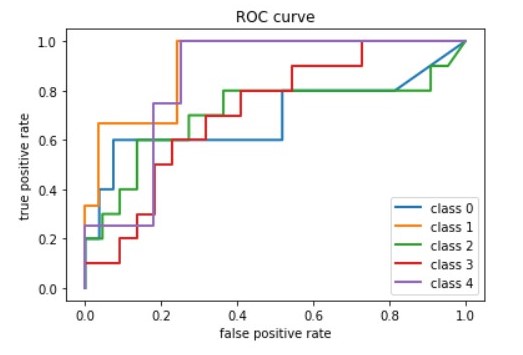 ROC curve
true positive rate
1.0
0.8
0.6
0.4
0.2
0.0
class 0
class 1
class 2
class 3
class 4
0.0 0.2 0.4 0.6 0.8 1.0
false positive rate